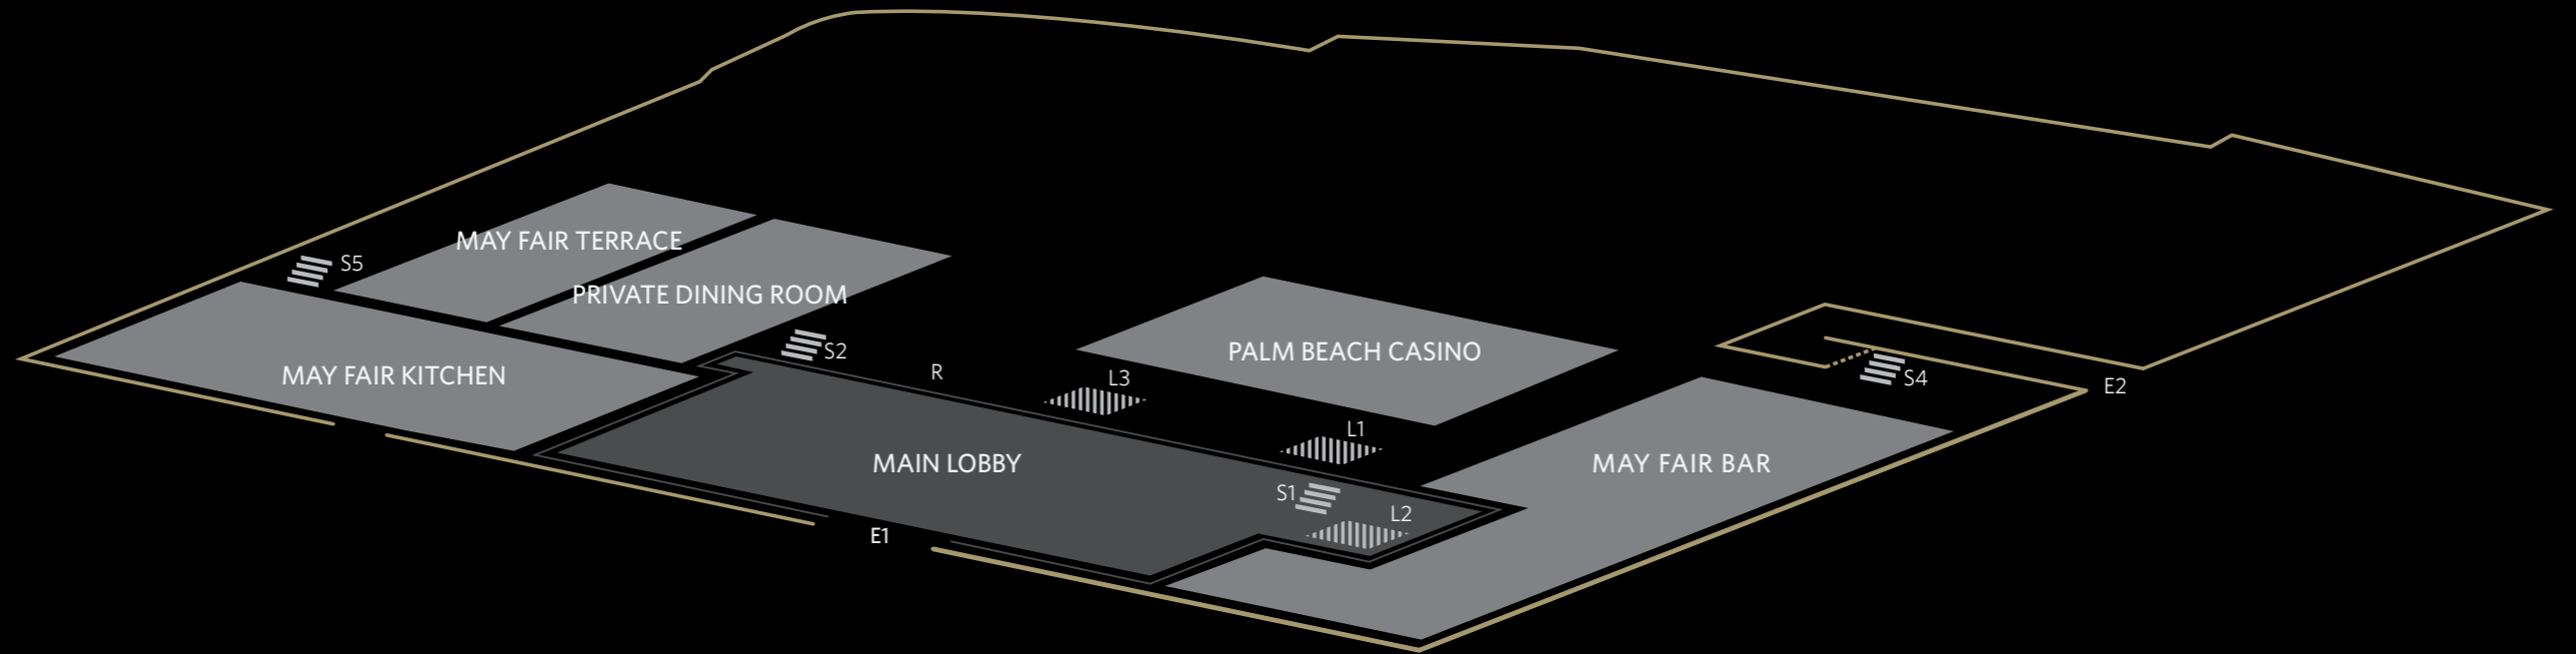 MAY FAIR TERRACE
S5
PRIVATE DINING ROOM
MAY FAIR KITCHEN
S2
R
L3
PALM BEACH CASINO
S4
E2
L1
MAIN LOBBY
MAY FAIR BAR
S1
L2
E1